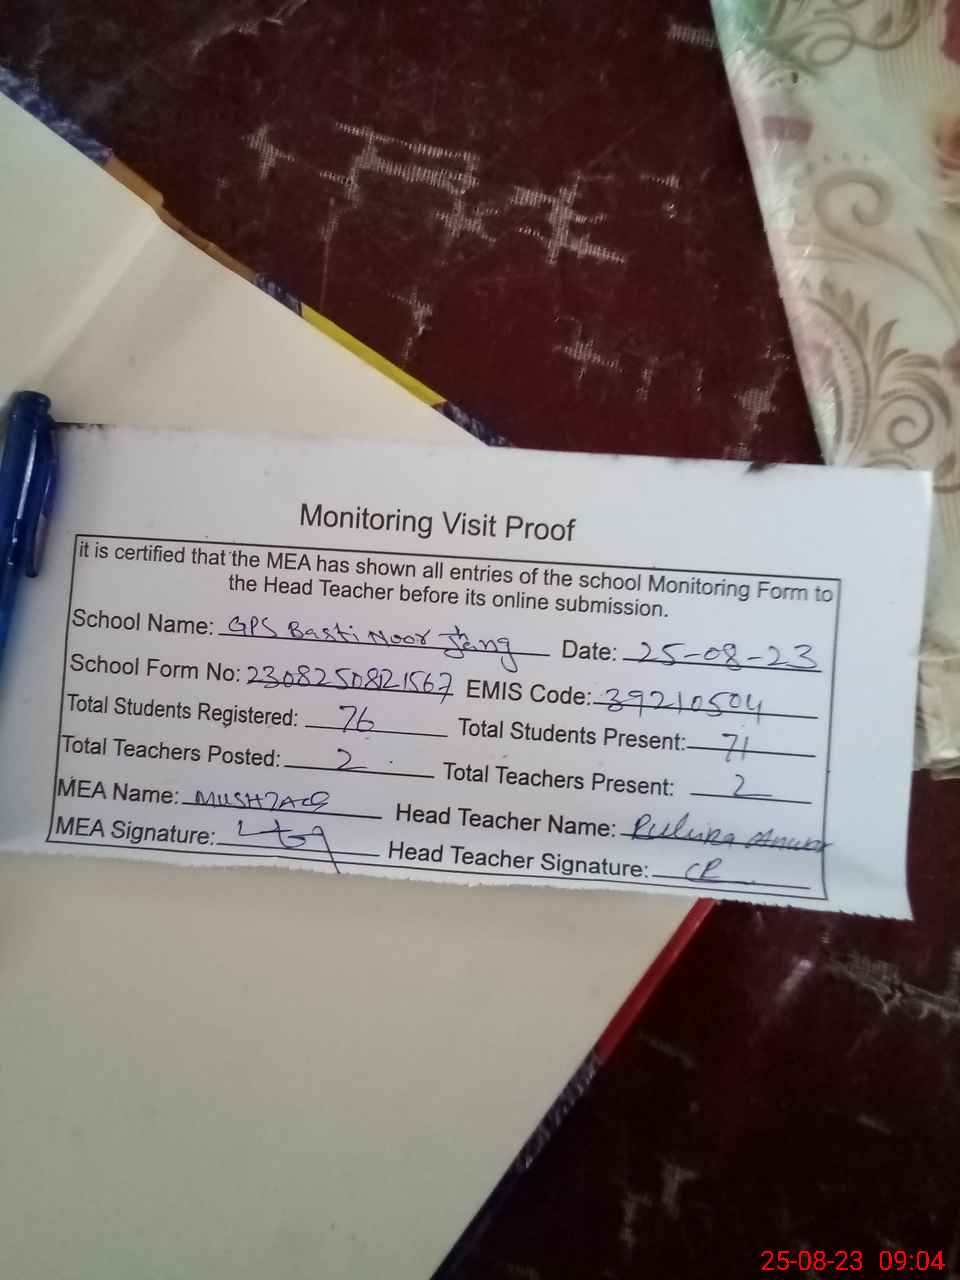 Monitoring Visit Proof
it is certified that the MEA has shown all entries of the school Monitoring Form to
the Head Teacher before its online submission.
School Name: GPS Basti Noor Jang Date: 25-08-23
School Form No: 2308250821567 EMIS Code: 39210504
Total Students Registered: 76 Total Students Present: 71
Total Teachers Posted: 2 Total Teachers Present: 2
MEA Name: MUSHTAQ Head Teacher Name:
MEA Signature: Head Teacher Signature:
25-08-23 09:04